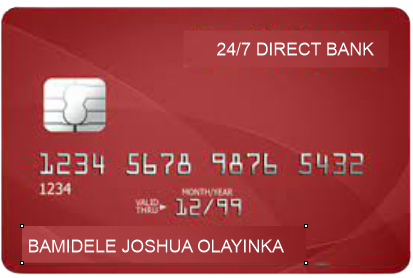 24/7 DIRECT BANK
1234 5678 9876 5432
1234
MONTH/YEAR
VALID THRU ▶ 12/99
BAMIDELE JOSHUA OLAYINKA